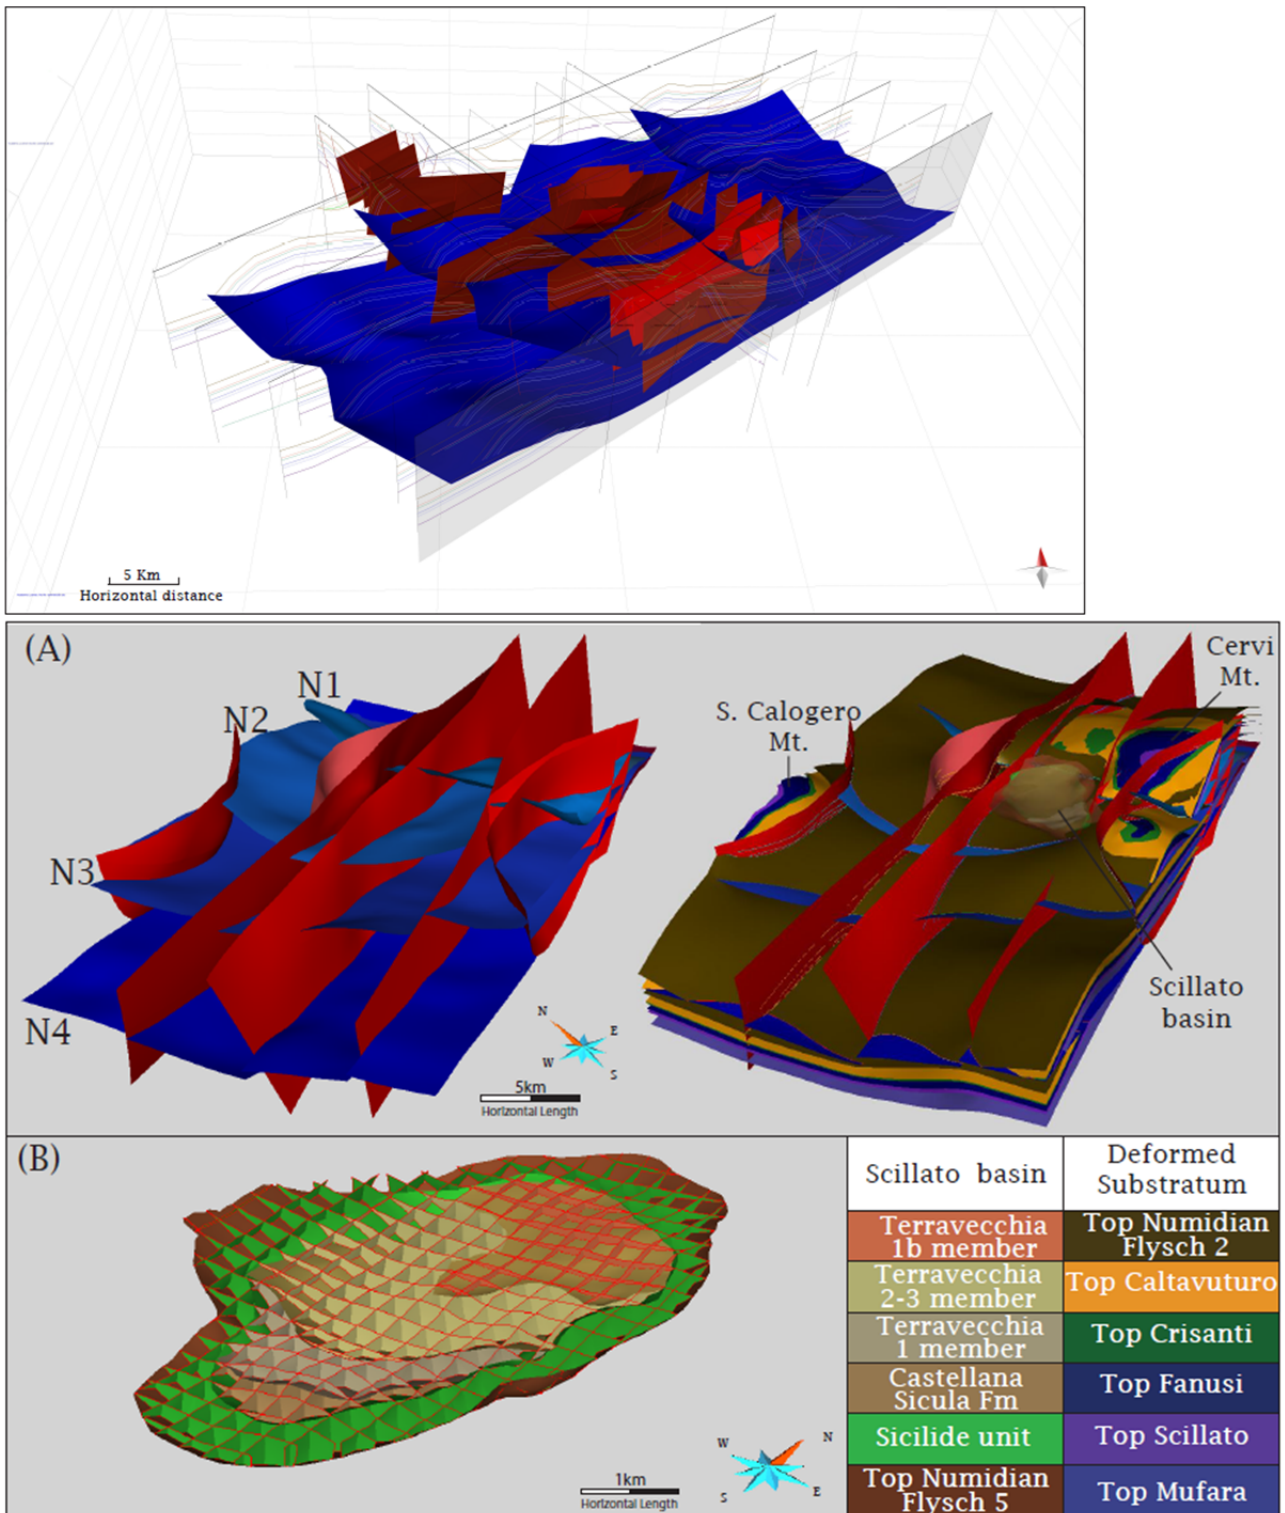 5 Km
Horizontal distance
(A)
N1
N2
N3
N4
N
E
W
S
5km
Horizontal Length
S. Calogero
Mt.
Cervi
Mt.
Scillato
basin
(B)
W
N
S
E
1km
Horizontal Length
Scillato basin
Deformed
Substratum
Terravecchia
1b member
Top Numidian
Flysch 2
Terravecchia
2-3 member
Top Caltavuturo
Terravecchia
1 member
Top Crisanti
Castellana
Sicula Fm
Top Fanusi
Sicilide unit
Top Scillato
Top Numidian
Flysch 5
Top Mufara